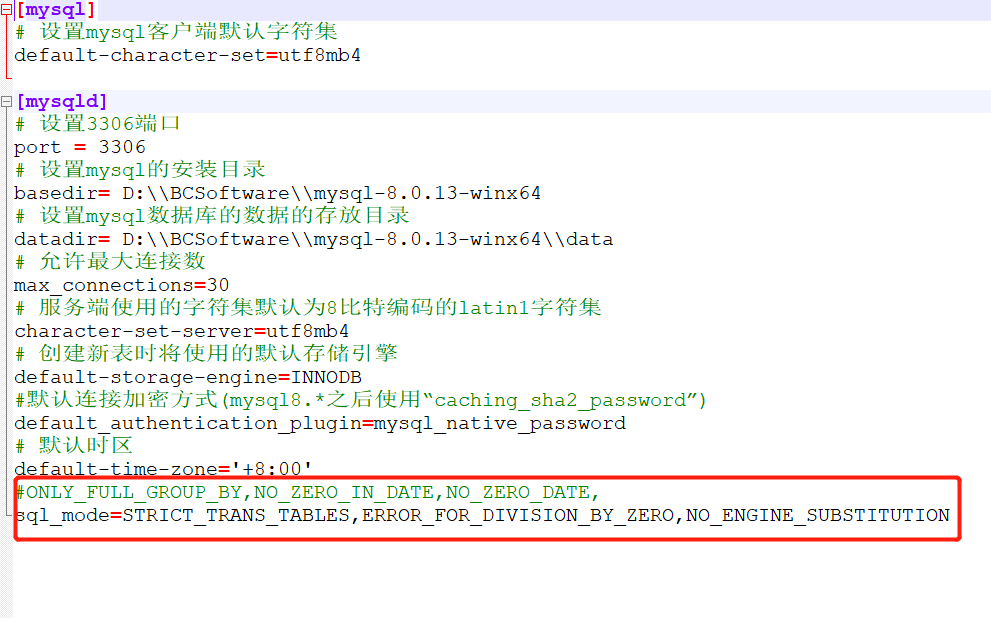 [mysql]
# 设置mysql客户端默认字符集
default-character-set=utf8mb4
[mysqld]
# 设置3306端口
port = 3306
# 设置mysql的安装目录
basedir= D:\\BCSoftware\\mysql-8.0.13-winx64
# 设置mysql数据库的数据的存放目录
datadir= D:\\BCSoftware\\mysql-8.0.13-winx64\\data
# 允许最大连接数
max_connections=30
# 服务端使用的字符集默认为8比特编码的latin1字符集
character-set-server=utf8mb4
# 创建新表时将使用的默认存储引擎
default-storage-engine=INNODB
#默认连接加密方式(mysql8.*之后使用“caching_sha2_password”)
default_authentication_plugin=mysql_native_password
# 默认时区
default-time-zone='+8:00'
#ONLY_FULL_GROUP_BY,NO_ZERO_IN_DATE,NO_ZERO_DATE,
sql_mode=STRICT_TRANS_TABLES,ERROR_FOR_DIVISION_BY_ZERO,NO_ENGINE_SUBSTITUTION